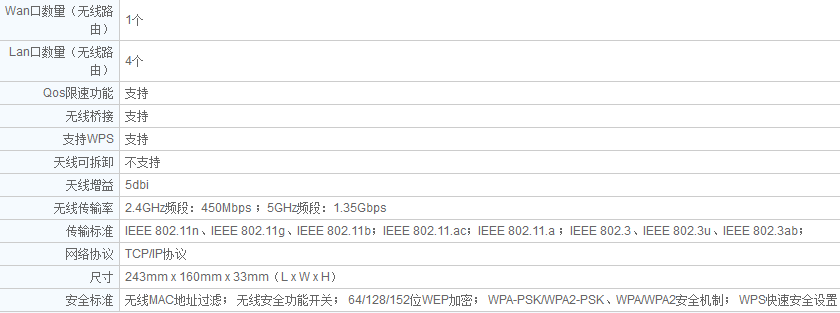 Wan口数量（无线路
由）
1个
Lan口数量（无线路
由）
4个
Qos限速功能 支持
无线桥接 支持
支持WPS 支持
天线可拆卸 不支持
天线增益 5dbi
无线传输率 2.4GHz频段：450Mbps ；5GHz频段：1.35Gbps
传输标准 IEEE 802.11n、IEEE 802.11g、IEEE 802.11b；IEEE 802.11.ac；IEEE 802.11.a ；IEEE 802.3、IEEE 802.3u、IEEE 802.3ab；
网络协议 TCP/IP协议
尺寸 243mm x 160mm x 33mm（L x W x H）
安全标准 无线MAC地址过滤； 无线安全功能开关； 64/128/152位WEP加密； WPA-PSK/WPA2-PSK、WPA/WPA2安全机制； WPS快速安全设置